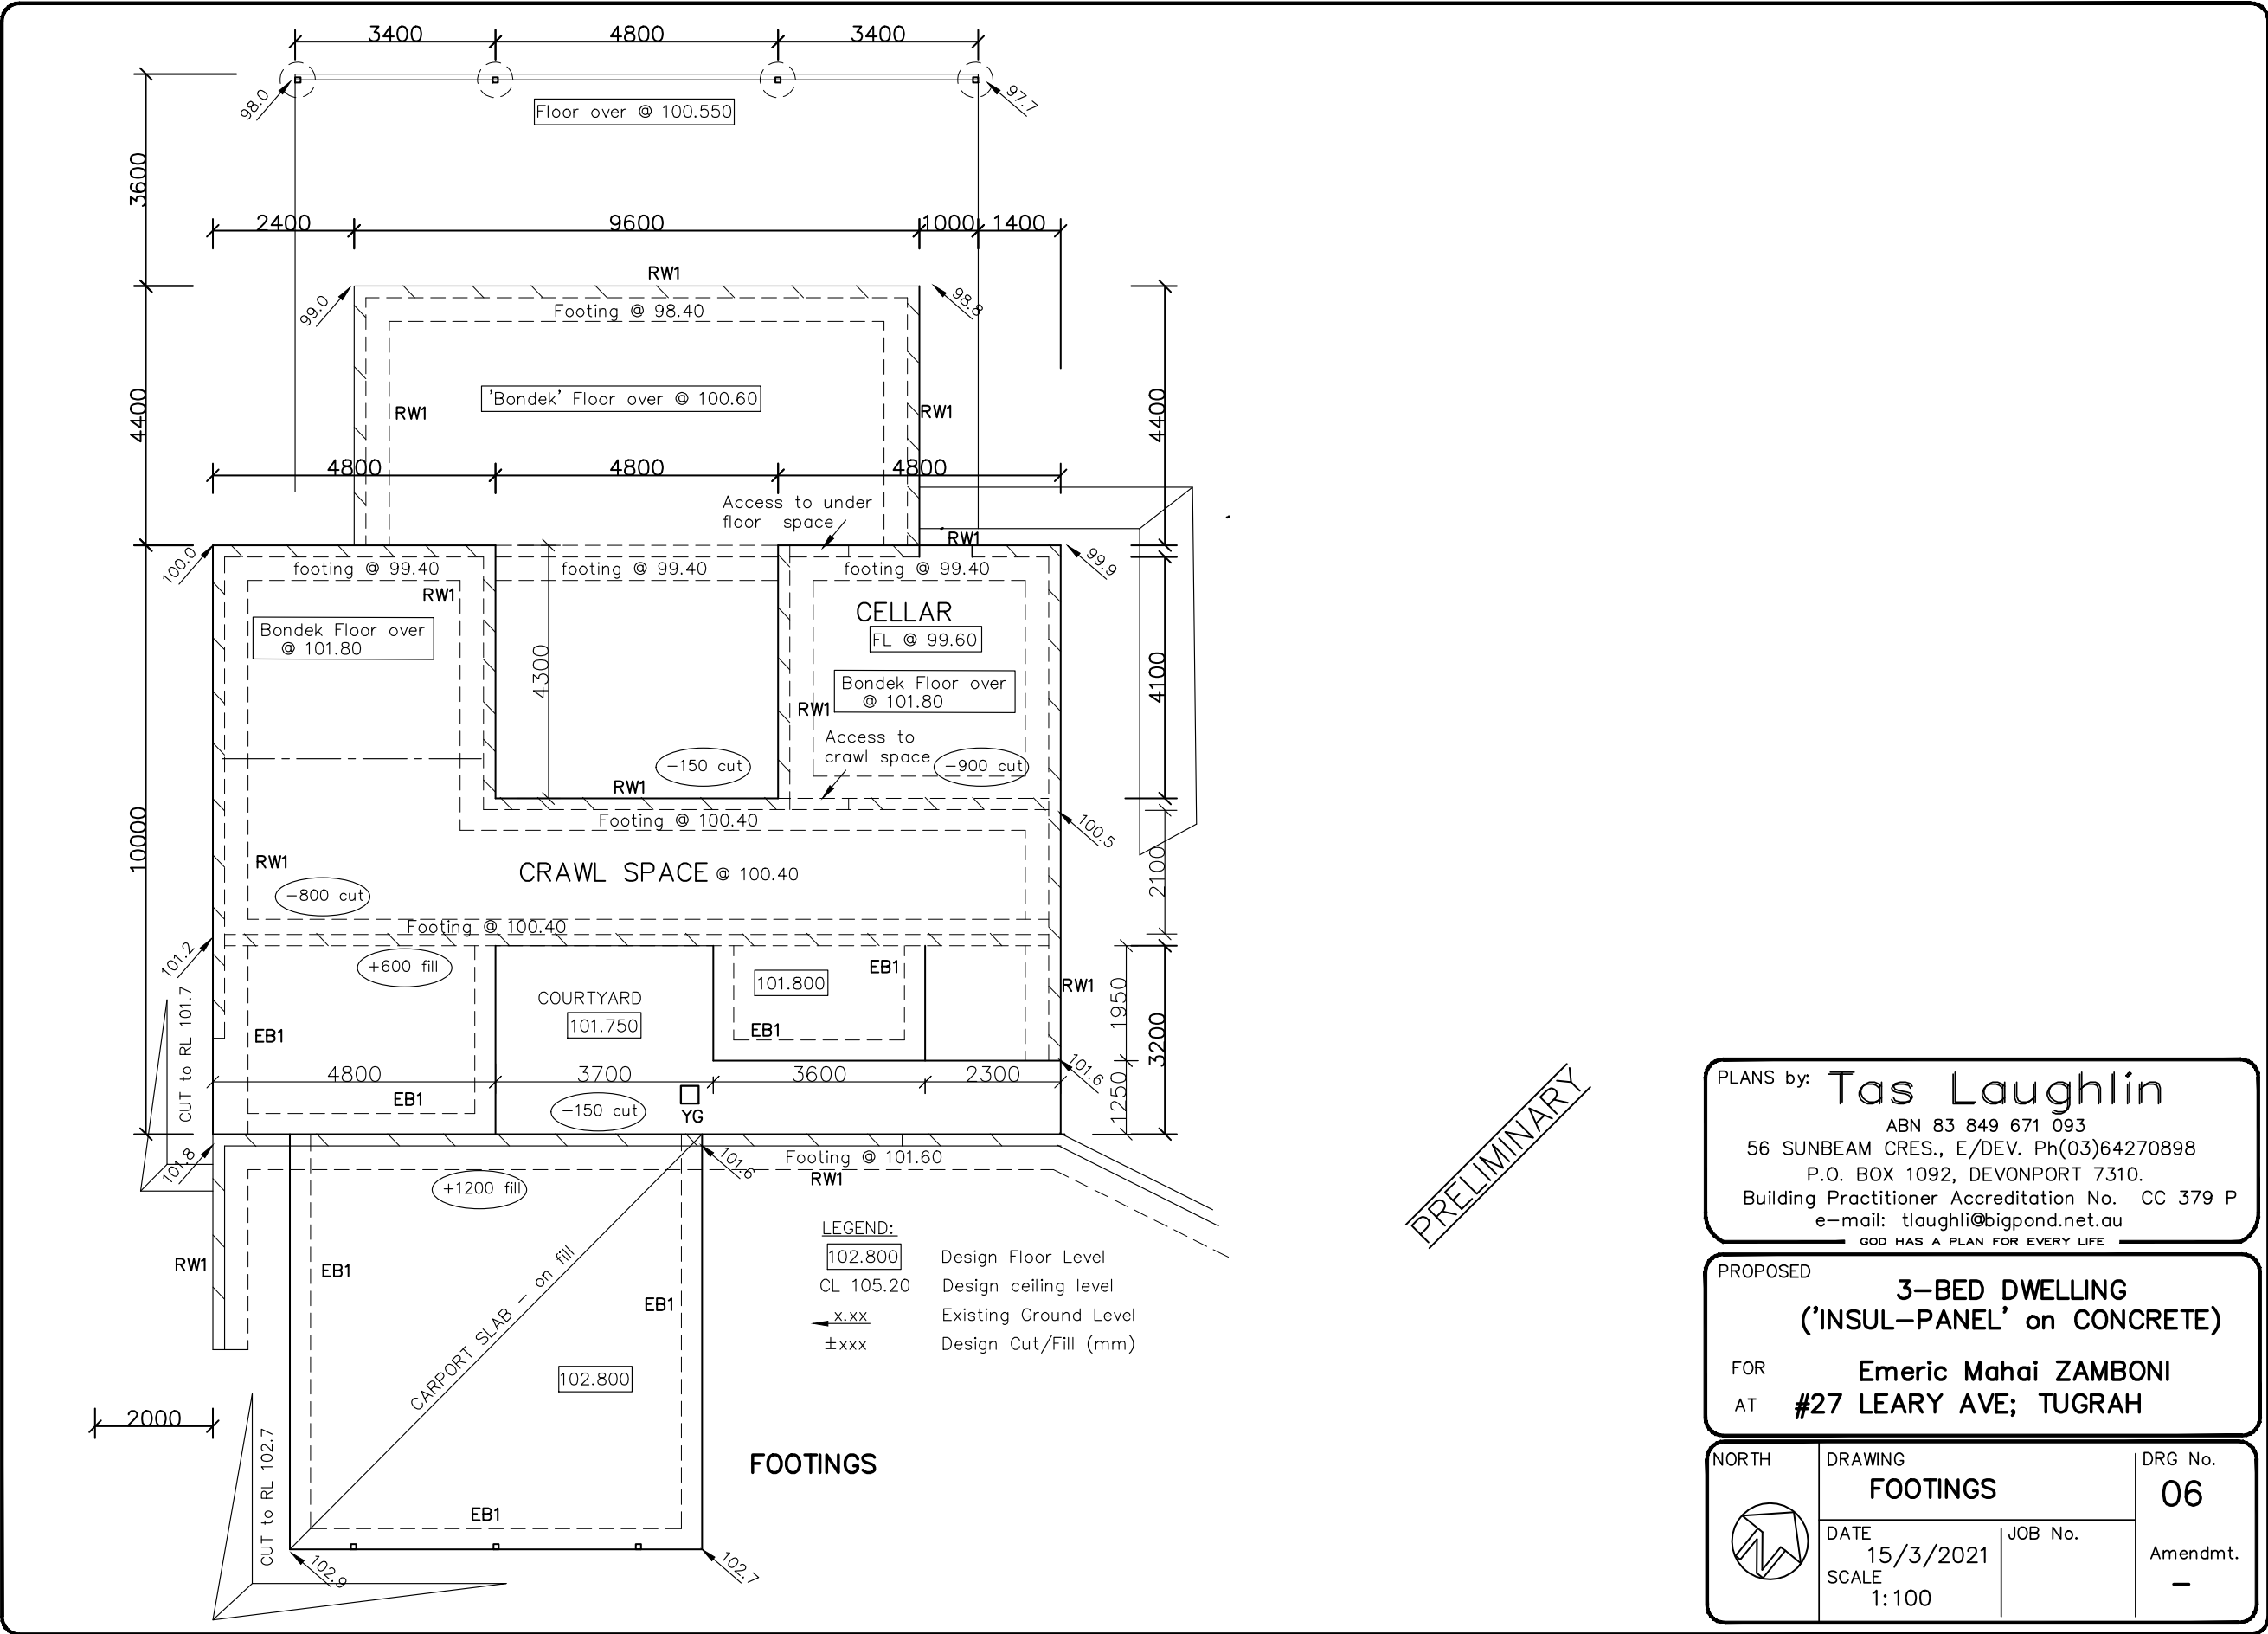 3400
4800
3400
98.0
97.7
Floor over @ 100.550
3600
2400
9600
1000
1400
RW1
99.0
98.8
Footing @ 98.40
'Bondek' Floor over @ 100.60
RW1
RW1
4400
4400
4800
4800
4800
Access to under
floor space
RW1
100.0
99.9
footing @ 99.40
footing @ 99.40
footing @ 99.40
RW1
CELLAR
FL @ 99.60
Bondek Floor over
@ 101.80
4300
Bondek Floor over
@ 101.80
4100
RW1
Access to
crawl space
-150 cut
-900 cut
RW1
Footing @ 100.40
100.5
10000
RW1
CRAWL SPACE @ 100.40
2100
-800 cut
Footing @ 100.40
101.2
+600 fill
EB1
101.800
RW1
COURTYARD
101.750
1950
CUT to RL 101.7
EB1
EB1
3200
4800
3700
3600
2300
101.6
EB1
-150 cut
YG
1250
101.8
101.6
Footing @ 101.60
RW1
+1200 fill
RW1
EB1
CARPORT SLAB - on fill
EB1
102.800
LEGEND:
102.800 Design Floor Level
CL 105.20 Design ceiling level
x.xx Existing Ground Level
±xxx Design Cut/Fill (mm)
2000
CUT to RL 102.7
FOOTINGS
EB1
102.9
102.7
PRELIMINARY
PLANS by: Tas Laughlin
ABN 83 849 671 093
56 SUNBEAM CRES., E/DEV. Ph(03)64270898
P.O. BOX 1092, DEVONPORT 7310.
Building Practitioner Accreditation No. CC 379 P
e-mail: tlaughli@bigpond.net.au
GOD HAS A PLAN FOR EVERY LIFE
PROPOSED
3-BED DWELLING
('INSUL-PANEL' on CONCRETE)
FOR Emeric Mahai ZAMBONI
AT #27 LEARY AVE; TUGRAH
NORTH
DRAWING
FOOTINGS
DRG No.
06
DATE
15/3/2021
JOB No.
SCALE
1:100
Amendmt.
-